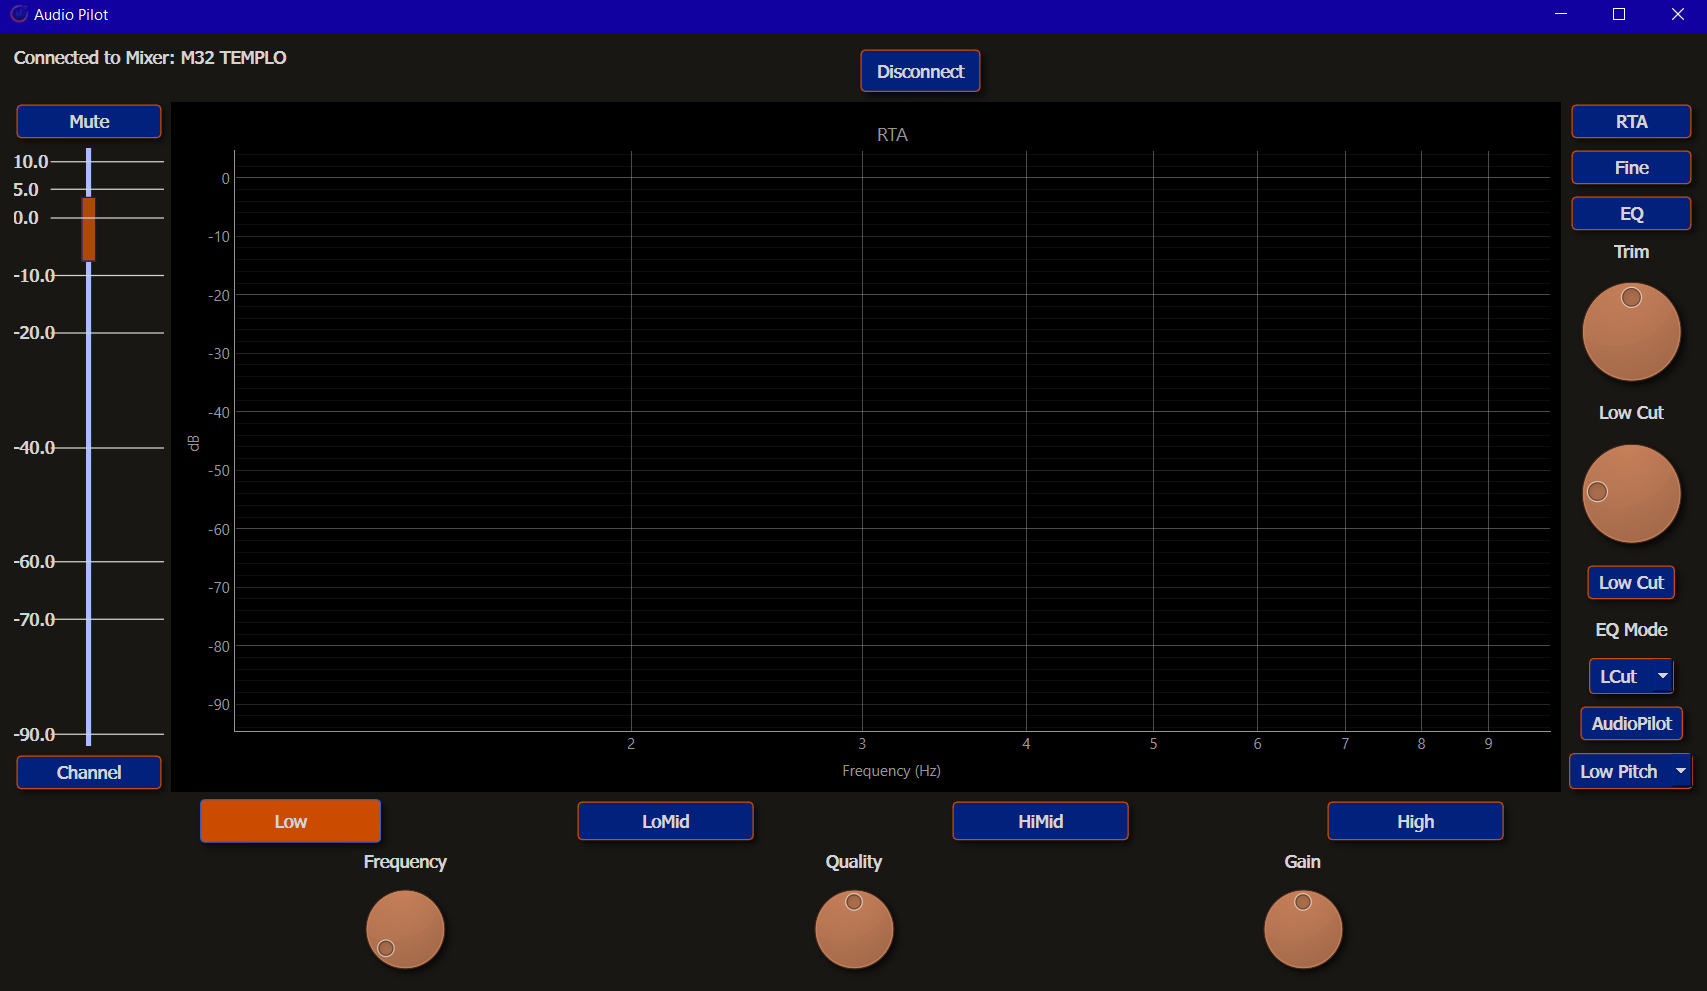 Audio Pilot
Connected to Mixer: M32 TEMPLO
Disconnect
Mute
10.0
5.0
0.0
-10.0
-20.0
-40.0
-60.0
-70.0
-90.0
Channel
RTA
0
-10
-20
-30
-40
-50
-60
-70
-80
-90
dB
2 3 4 5 6 7 8 9
Frequency (Hz)
RTA
Fine
EQ
Trim
Low Cut
Low Cut
EQ Mode
LCut
AudioPilot
Low Pitch
Low LoMid HiMid High
Frequency Quality Gain